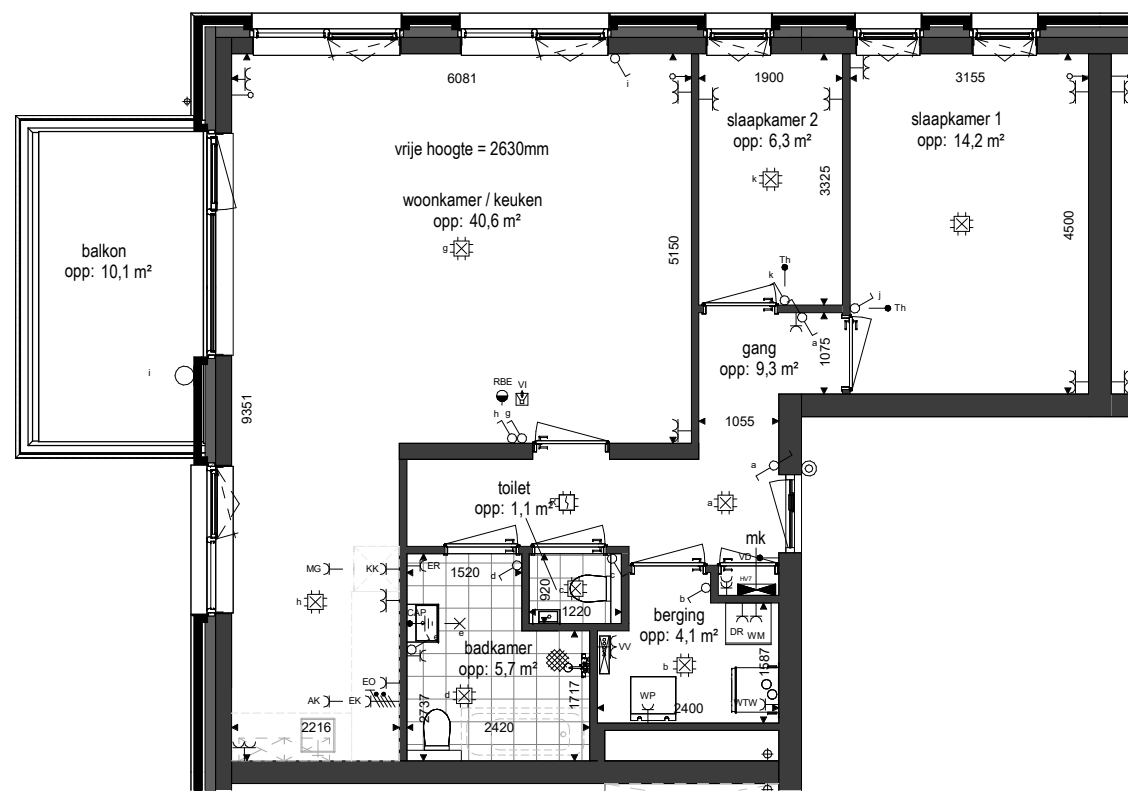 6081
1900
3155
vrije hoogte = 2630mm
slaapkamer 2
opp: 6,3 m²
slaapkamer 1
opp: 14,2 m²
k
3325
woonkamer / keuken
opp: 40,6 m²
g
5150
4500
balkon
opp: 10,1 m²
Th
k
j
Th
a
gang
opp: 9,3 m²
1075
i
i
RBE
VI
h
g
9351
1055
a
toilet
opp: 1,1 m²
R
a
mk
VD
HV7
MG
KK
ER
1520
d
920
c
c
1220
b
h
CAP
e
berging
opp: 4,1 m²
DR
WM
badkamer
opp: 5,7 m²
VV
b
1587
EO
AK
EK
d
2737
1717
WP
WTW
2400
2216
2420